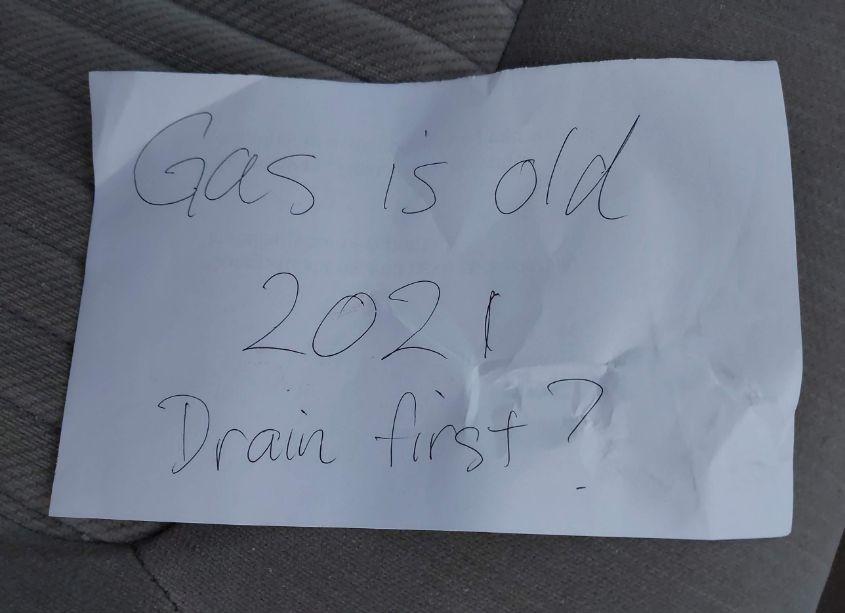 Gas is old
2021
Drain first?